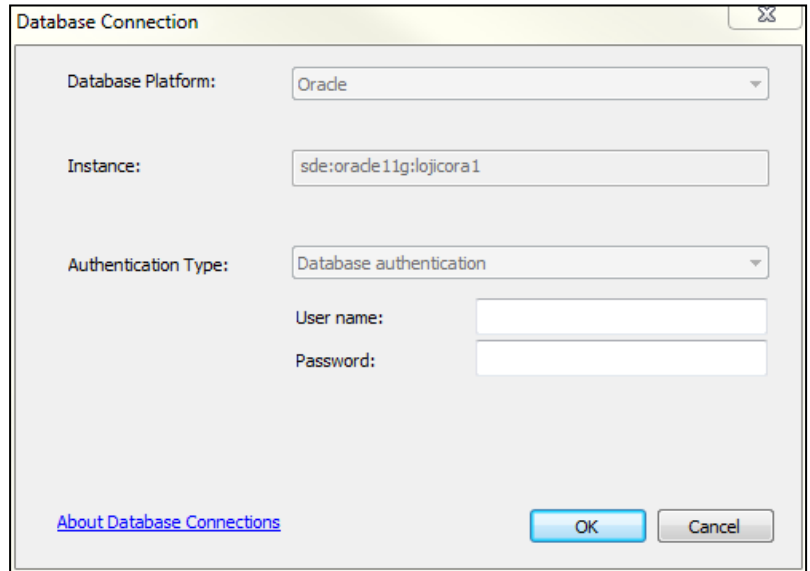 Database Connection
Database Platform:
Oracle
Instance:
sde:oracle11g:lojicora1
Authentication Type:
Database authentication
User name:
Password:
About Database Connections
OK
Cancel